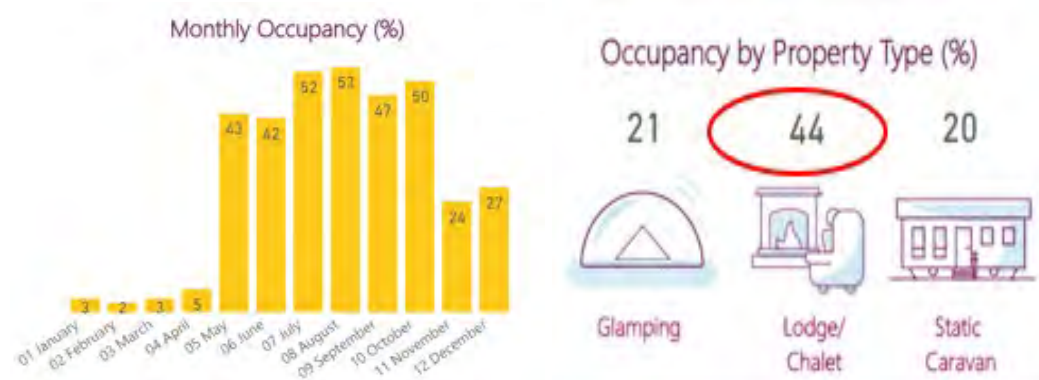 Monthly Occupancy (%)
3
2
3
5
43
42
52
53
47
50
24
27
01 January
02 February
03 March
04 April
05 May
06 June
07 July
08 August
09 September
10 October
11 November
12 December
Occupancy by Property Type (%)
21 44 20
Glamping Lodge/ Static
Chalet Caravan